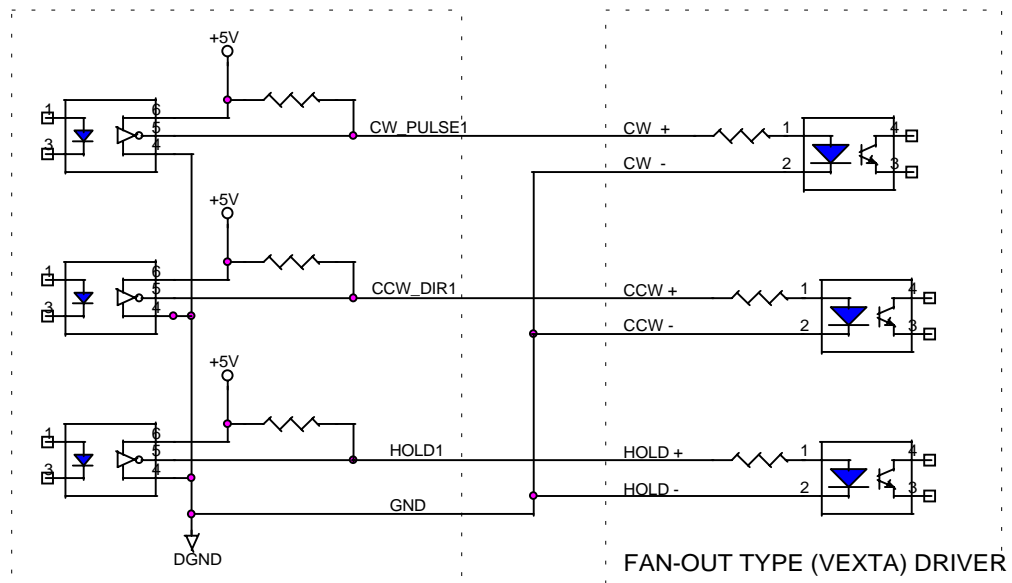 +5V
1 6
5 CW_PULSE1 CW + 1 4
3 4 CW - 2 3
+5V
1 6
5 CCW_DIR1 CCW + 1 4
3 4 CCW - 2 3
+5V
1 6
5 HOLD1 HOLD + 1 4
3 4 HOLD - 2 3
GND
DGND
FAN-OUT TYPE (VEXTA) DRIVER